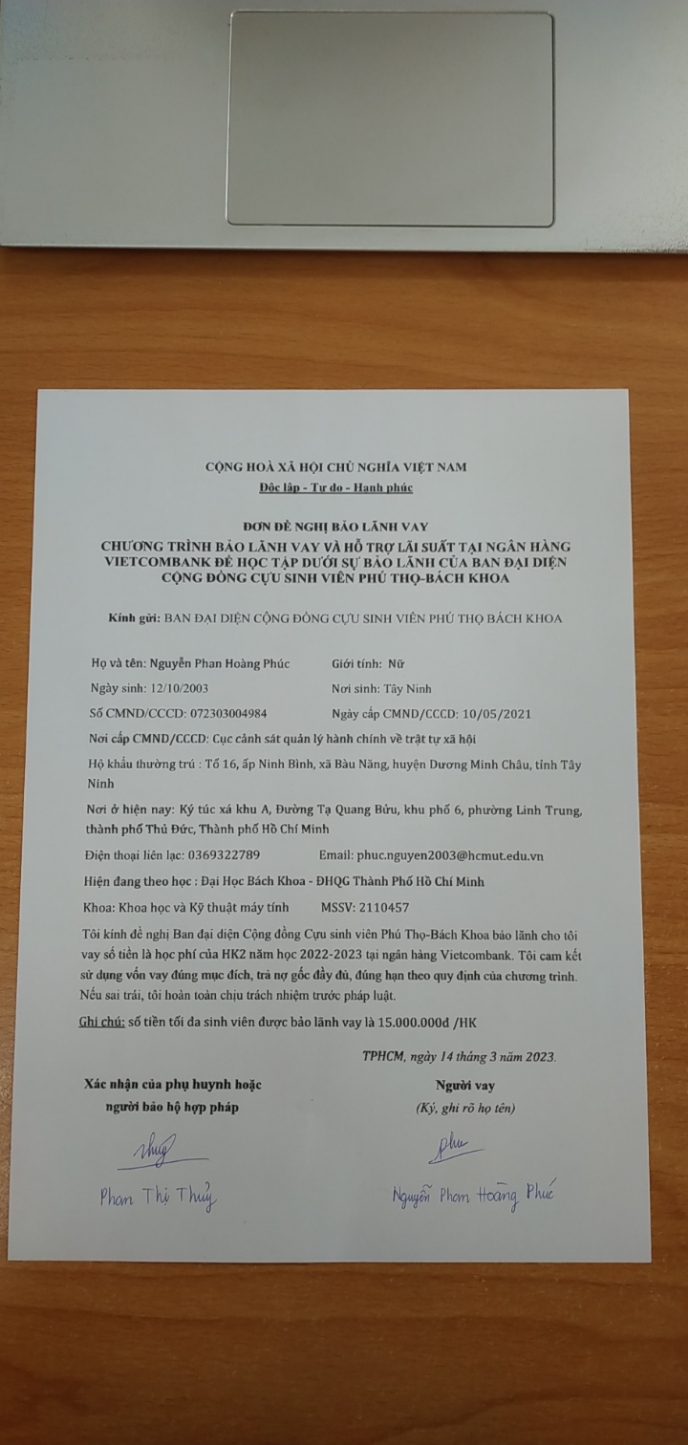 CỘNG HOÀ XÃ HỘI CHỦ NGHĨA VIỆT NAM
Độc lập - Tự do - Hạnh phúc
ĐƠN ĐỀ NGHỊ BẢO LÃNH VAY
CHƯƠNG TRÌNH BẢO LÃNH VAY VÀ HỖ TRỢ LÃI SUẤT TẠI NGÂN HÀNG
VIETCOMBANK ĐỂ HỌC TẬP DƯỚI SỰ BẢO LÃNH CỦA BAN ĐẠI DIỆN
CỘNG ĐỒNG CỰU SINH VIÊN PHÚ THỌ-BÁCH KHOA
Kính gửi: BAN ĐẠI DIỆN CỘNG ĐỒNG CỰU SINH VIÊN PHÚ THỌ BÁCH KHOA
Họ và tên: Nguyễn Phan Hoàng Phúc Giới tính: Nữ
Ngày sinh: 12/10/2003 Nơi sinh: Tây Ninh
Số CMND/CCCD: 072303004984 Ngày cấp CMND/CCCD: 10/05/2021
Nơi cấp CMND/CCCD: Cục cảnh sát quản lý hành chính về trật tự xã hội
Hộ khẩu thường trú : Tổ 16, ấp Ninh Bình, xã Bàu Năng, huyện Dương Minh Châu, tỉnh Tây
Ninh
Nơi ở hiện nay: Ký túc xá khu A, Đường Tạ Quang Bửu, khu phố 6, phường Linh Trung,
thành phố Thủ Đức, Thành phố Hồ Chí Minh
Điện thoại liên lạc: 0369322789 Email: phuc.nguyen2003@hcmut.edu.vn
Hiện đang theo học : Đại Học Bách Khoa - ĐHQG Thành Phố Hồ Chí Minh
Khoa: Khoa học và Kỹ thuật máy tính MSSV: 2110457
Tôi kính đề nghị Ban đại diện Cộng đồng Cựu sinh viên Phú Thọ-Bách Khoa bảo lãnh cho tôi
vay số tiền là học phí của HK2 năm học 2022-2023 tại ngân hàng Vietcombank. Tôi cam kết
sử dụng vốn vay đúng mục đích, trả nợ gốc đầy đủ, đúng hạn theo quy định của chương trình.
Nếu sai trái, tôi hoàn toàn chịu trách nhiệm trước pháp luật.
Ghi chú: số tiền tối đa sinh viên được bảo lãnh vay là 15.000.000đ /HK
TPHCM, ngày 14 tháng 3 năm 2023.
Xác nhận của phụ huynh hoặc Người vay
người bảo hộ hợp pháp (Ký, ghi rõ họ tên)
Thuỷ Phúc
Phan Thị Thuỷ Nguyễn Phan Hoàng Phúc